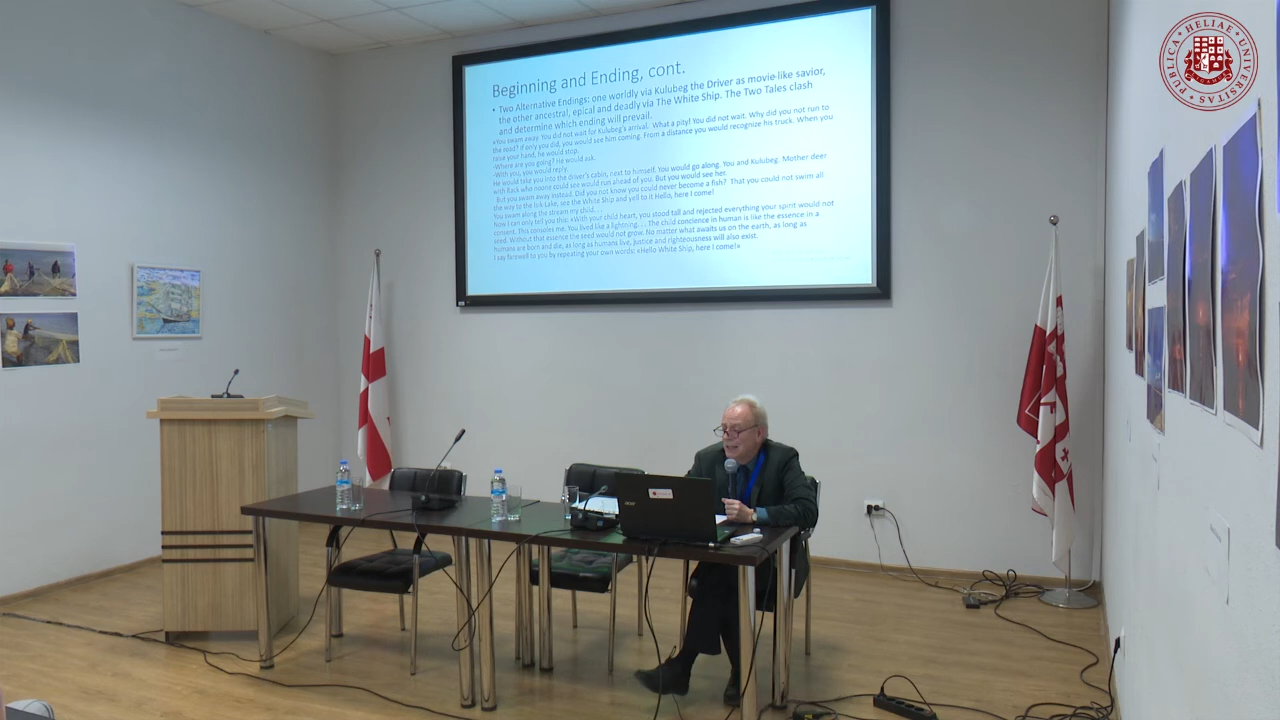 Beginning and Ending, cont.
• Two Alternative Endings: one worldly via Kulubeg the Driver as movie-like savior,
the other ancestral, epical and deadly via The White Ship. The Two Tales clash
and determine which ending will prevail.
«You swam away. You did not wait for Kulubeg's arrival. What a pity! You did not wait. Why did you not run to
the road? If only you did, you would see him coming. From a distance you would recognize his truck. When you
raise your hand, he would stop.
-Where are you going? He would ask.
-With you, you would reply.
He would take you into the driver's cabin, next to himself. You would go along. You and Kulubeg. Mother deer
with Rack who noone could see would run ahead of you. But you would see her.
But you swam away instead. Did you not know you could never become a fish? That you could not swim all
the way to the Isik Lake, see the White Ship and yell to it Hello, here I come!
You swam along the stream my child. . .
Now I can only tell you this: «With your child heart, you stood tall and rejected everything your spirit would not
consent. This consoles me. You lived like a lightning. . . The child concience in human is like the essence in a
seed. Without that essence the seed would not grow. No matter what awaits us on the earth, as long as
humans are born and die; as long as humans live, justice and righteousness will also exist.
I say farewell to you by repeating your own words: «Hello White Ship, here I come!»
acer
HELIAE UNIVERSITAS PUBLICA